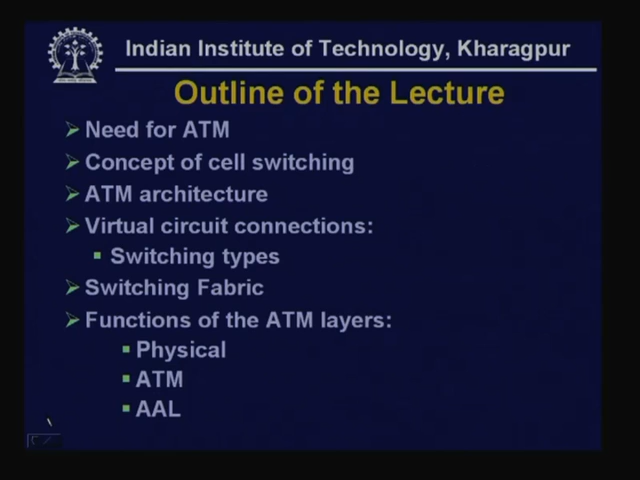 Indian Institute of Technology, Kharagpur
Outline of the Lecture
Need for ATM
Concept of cell switching
ATM architecture
Virtual circuit connections:
Switching types
Switching Fabric
Functions of the ATM layers:
Physical
ATM
AAL